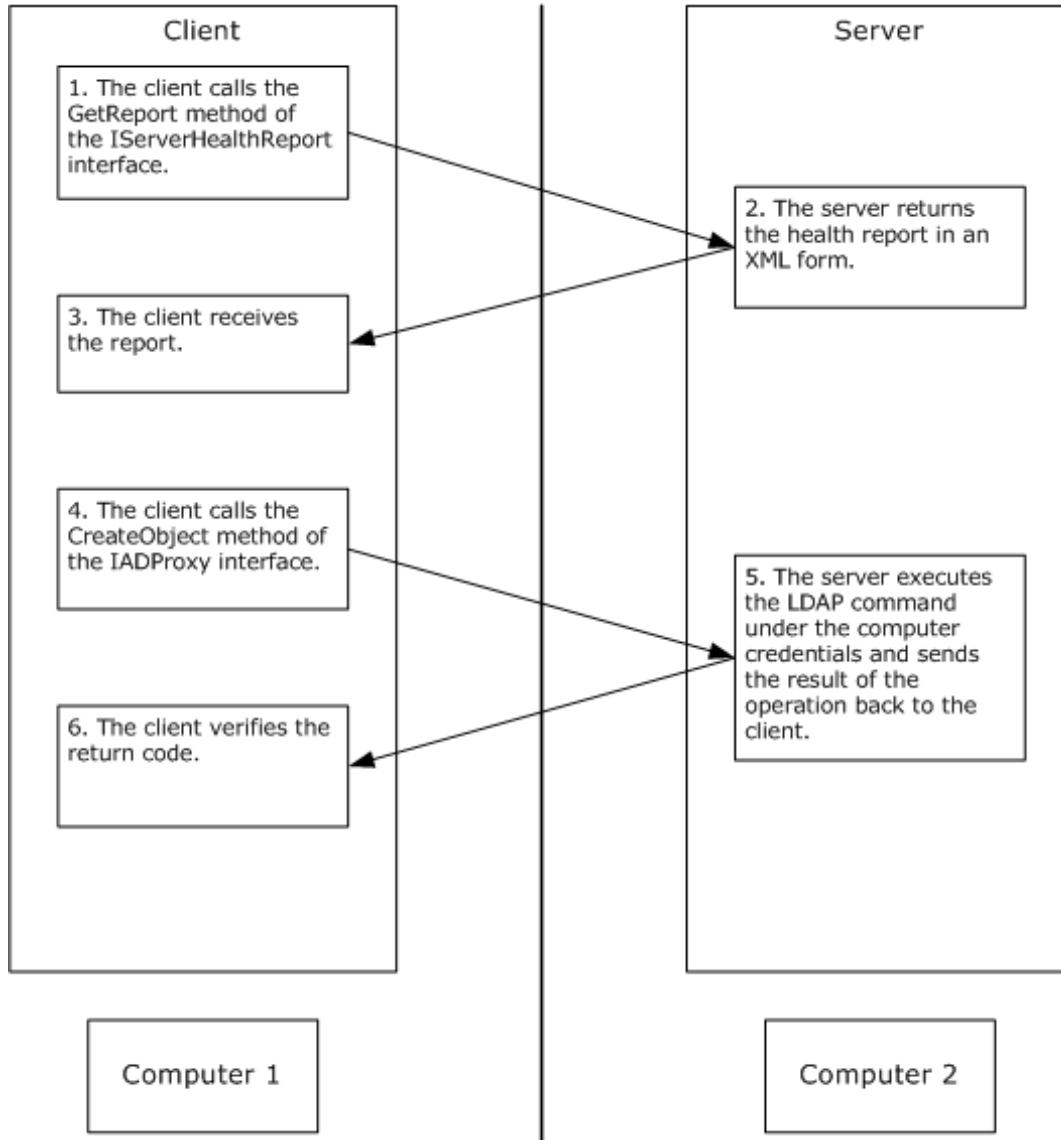 Client
1. The client calls the
GetReport method of
the IServerHealthReport
interface.
3. The client receives
the report.
4. The client calls the
CreateObject method of
the IADProxy interface.
6. The client verifies the
return code.
Server
2. The server returns
the health report in an
XML form.
5. The server executes
the LDAP command
under the computer
credentials and sends
the result of the
operation back to the
client.
Computer 1
Computer 2